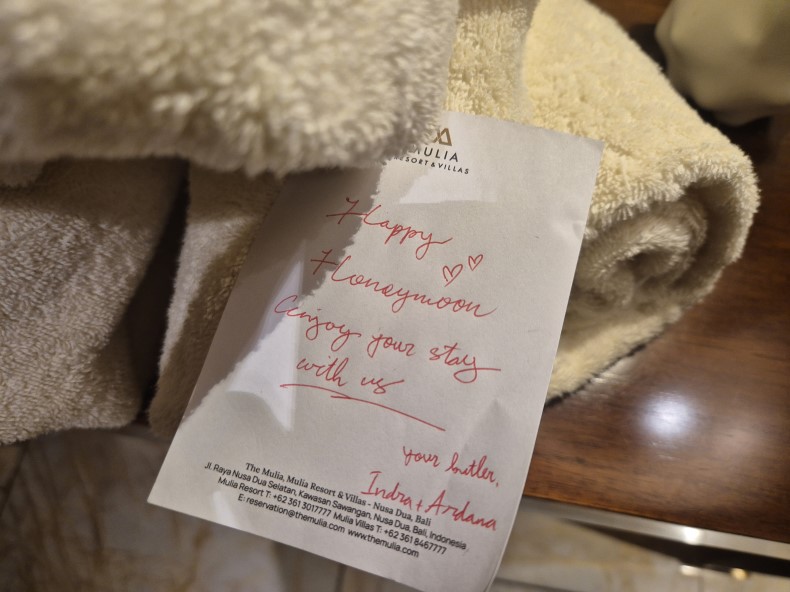 MULIA
RESORT & VILLAS
Happy
Honeymoon
enjoy your stay
with us
your butler,
Indra + Ardana
The Mulia, Mulia Resort & Villas - Nusa Dua, Bali
Jl. Raya Nusa Dua Selatan, Kawasan Sawangan, Nusa Dua, Bali, Indonesia
Mulia Resort T: +62 361 3017777 Mulia Villas T: +62 361 8467777
E: reservation@themulia.com www.themulia.com